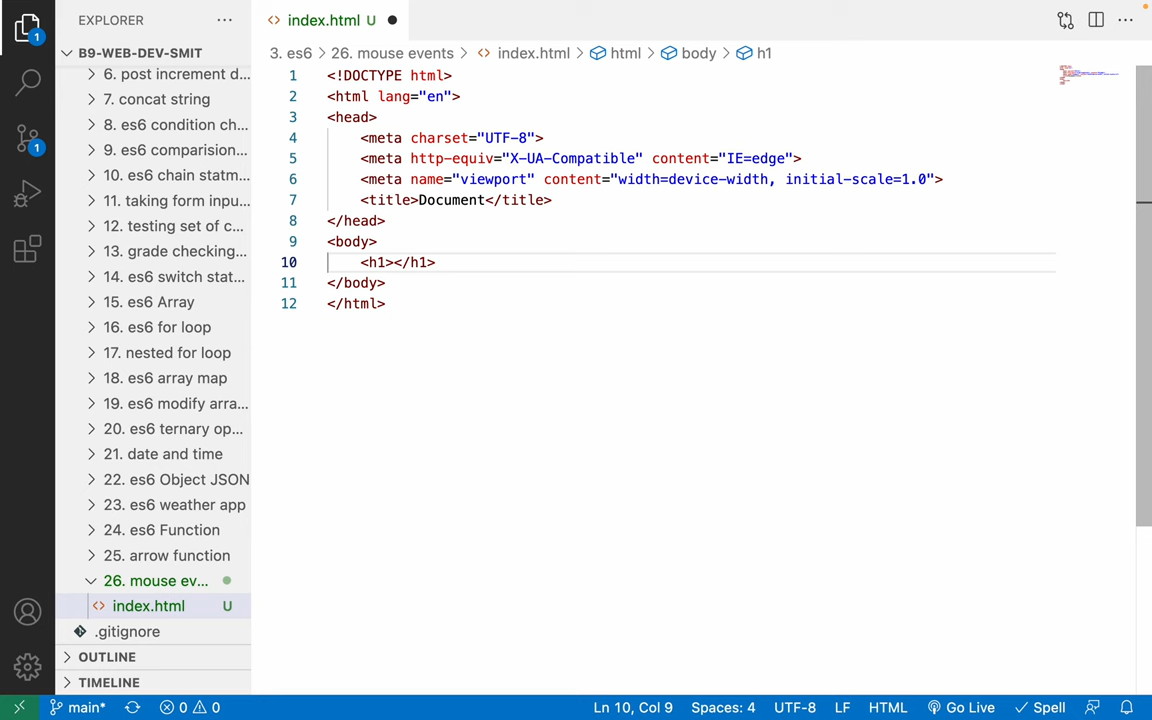 EXPLORER ···
B9-WEB-DEV-SMIT
6. post increment d...
7. concat string
8. es6 condition ch...
9. es6 comparision...
10. es6 chain statm...
11. taking form inpu...
12. testing set of c...
13. grade checking...
14. es6 switch stat...
15. es6 Array
16. es6 for loop
17. nested for loop
18. es6 array map
19. es6 modify arra...
20. es6 ternary op...
21. date and time
22. es6 Object JSON
23. es6 weather app
24. es6 Function
25. arrow function
26. mouse ev...
<> index.html U
.gitignore
OUTLINE
TIMELINE
1
1
<> index.html U ●
3. es6 > 26. mouse events > <> index.html > html > body > h1
1 <!DOCTYPE html>
2 <html lang="en">
3 <head>
4     <meta charset="UTF-8">
5     <meta http-equiv="X-UA-Compatible" content="IE=edge">
6     <meta name="viewport" content="width=device-width, initial-scale=1.0">
7     <title>Document</title>
8 </head>
9 <body>
10     <h1></h1>
11 </body>
12 </html>
main* 0 0 Ln 10, Col 9 Spaces: 4 UTF-8 LF HTML Go Live Spell